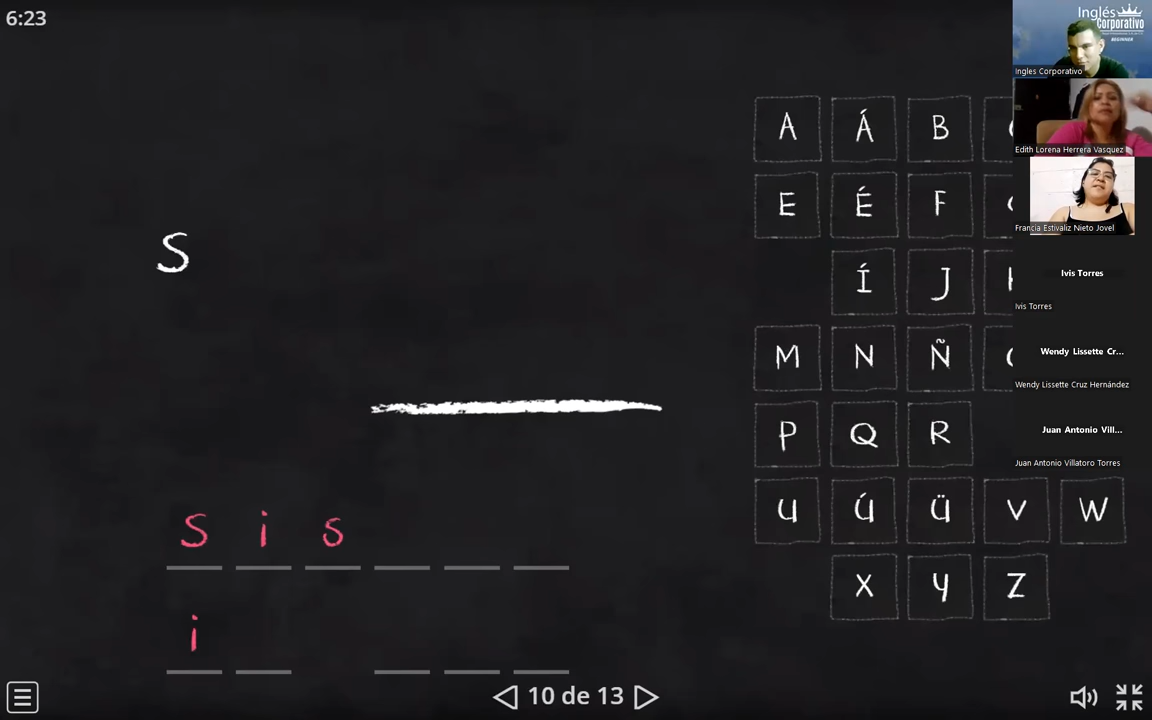 6:23
Inglés
Corporativo
BEGINNER
Ingles Corporativo
A Á B
Edith Lorena Herrera Vasquez
E É F
Francia Estivaliz Nieto Jovel
S
Í J
Ivis Torres
Ivis Torres
M N Ñ
Wendy Lissette Cr...
Wendy Lissette Cruz Hernández
P Q R
Juan Antonio Vill...
Juan Antonio Villatoro Torres
U Ú Ü V W
S i s
X Y Z
i
10 de 13